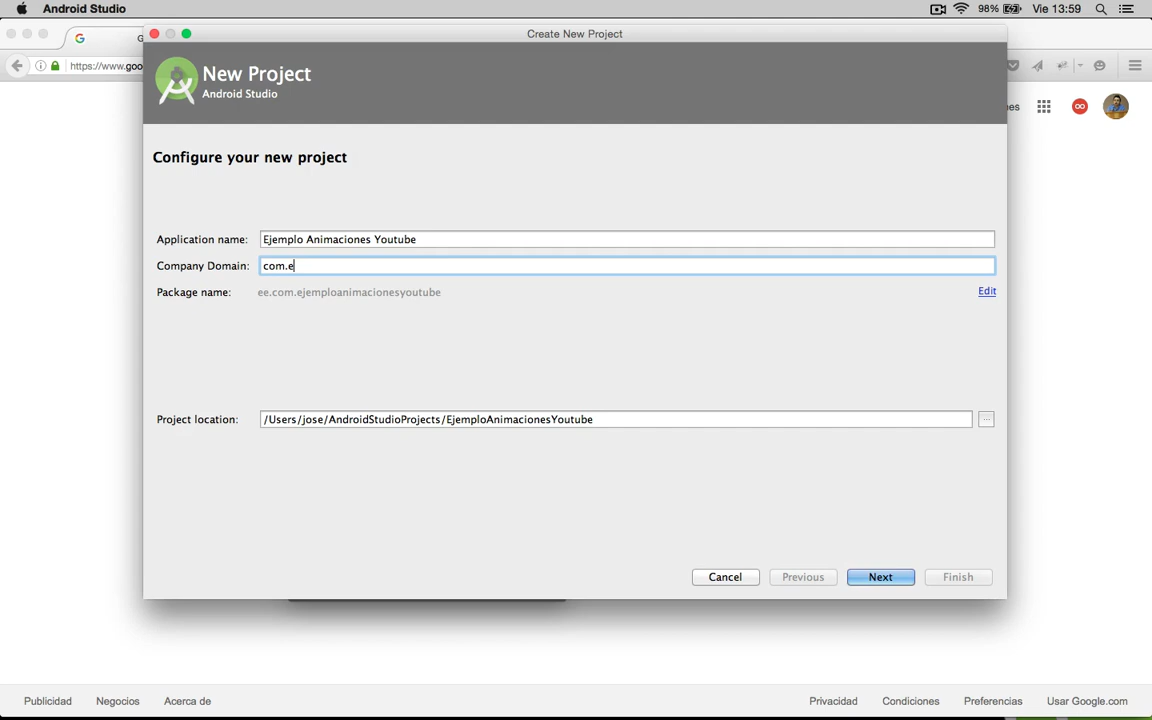 Android Studio
98%
Vie 13:59
Create New Project
G
https://www.goo
New Project
Android Studio
nes
Configure your new project
Application name: Ejemplo Animaciones Youtube
Company Domain: com.e
Package name: ee.com.ejemploanimacionesyoutube
Edit
Project location: /Users/jose/AndroidStudioProjects/EjemploAnimacionesYoutube
...
Cancel
Previous
Next
Finish
Publicidad
Negocios
Acerca de
Privacidad
Condiciones
Preferencias
Usar Google.com